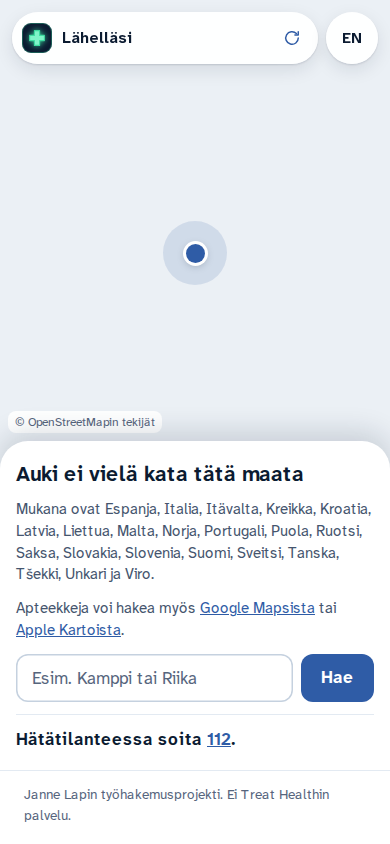 Lähelläsi
EN
© OpenStreetMapin tekijät
Auki ei vielä kata tätä maata
Mukana ovat Espanja, Italia, Itävalta, Kreikka, Kroatia,
Latvia, Liettua, Malta, Norja, Portugali, Puola, Ruotsi,
Saksa, Slovakia, Slovenia, Suomi, Sveitsi, Tanska,
Tšekki, Unkari ja Viro.
Apteekkeja voi hakea myös Google Mapsista tai
Apple Kartoista.
Esim. Kamppi tai Riika
Hae
Hätätilanteessa soita 112.
Janne Lapin työhakemusprojekti. Ei Treat Healthin
palvelu.